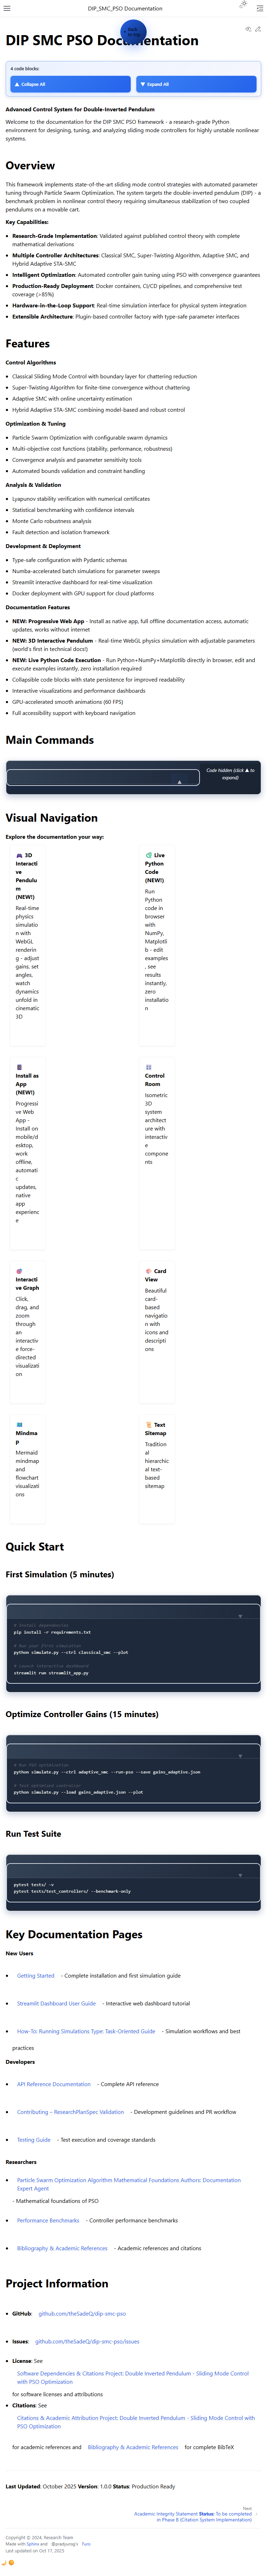 DIP_SMC_PSO Documentation
Back to top
DIP SMC PSO Documentation
4 code blocks:
▲ Collapse All
▼ Expand All
Advanced Control System for Double-Inverted Pendulum
Welcome to the documentation for the DIP SMC PSO framework - a research-grade Python
environment for designing, tuning, and analyzing sliding mode controllers for highly unstable nonlinear
systems.
Overview
This framework implements state-of-the-art sliding mode control strategies with automated parameter
tuning through Particle Swarm Optimization. The system targets the double-inverted pendulum (DIP) - a
benchmark problem in nonlinear control theory requiring simultaneous stabilization of two coupled
pendulums on a movable cart.
Key Capabilities:
• Research-Grade Implementation: Validated against published control theory with complete
mathematical derivations
• Multiple Controller Architectures: Classical SMC, Super-Twisting Algorithm, Adaptive SMC, and
Hybrid Adaptive STA-SMC
• Intelligent Optimization: Automated controller gain tuning using PSO with convergence guarantees
• Production-Ready Deployment: Docker containers, CI/CD pipelines, and comprehensive test
coverage (>85%)
• Hardware-in-the-Loop Support: Real-time simulation interface for physical system integration
• Extensible Architecture: Plugin-based controller factory with type-safe parameter interfaces
Features
Control Algorithms
• Classical Sliding Mode Control with boundary layer for chattering reduction
• Super-Twisting Algorithm for finite-time convergence without chattering
• Adaptive SMC with online uncertainty estimation
• Hybrid Adaptive STA-SMC combining model-based and robust control
Optimization & Tuning
• Particle Swarm Optimization with configurable swarm dynamics
• Multi-objective cost functions (stability, performance, robustness)
• Convergence analysis and parameter sensitivity tools
• Automated bounds validation and constraint handling
Analysis & Validation
• Lyapunov stability verification with numerical certificates
• Statistical benchmarking with confidence intervals
• Monte Carlo robustness analysis
• Fault detection and isolation framework
Development & Deployment
• Type-safe configuration with Pydantic schemas
• Numba-accelerated batch simulations for parameter sweeps
• Streamlit interactive dashboard for real-time visualization
• Docker deployment with GPU support for cloud platforms
Documentation Features
• NEW: Progressive Web App - Install as native app, full offline documentation access, automatic
updates, works without internet
• NEW: 3D Interactive Pendulum - Real-time WebGL physics simulation with adjustable parameters
(world's first in technical docs!)
• NEW: Live Python Code Execution - Run Python+NumPy+Matplotlib directly in browser, edit and
execute examples instantly, zero installation required
• Collapsible code blocks with state persistence for improved readability
• Interactive visualizations and performance dashboards
• GPU-accelerated smooth animations (60 FPS)
• Full accessibility support with keyboard navigation
Main Commands
Code hidden (click ▲ to
expand)
Visual Navigation
Explore the documentation your way:
🎮 3D
Interacti
ve
Pendulu
m
(NEW!)
Real-time
physics
simulatio
n with
WebGL
rendering
- adjust
gains, set
angles,
watch
dynamics
unfold in
cinematic
3D
Live
Python
Code
(NEW!)
Run
Python
code in
browser
with
NumPy,
Matplotli
b - edit
examples
, see
results
instantly,
zero
installatio
n
Install as
App
(NEW!)
Progressi
ve Web
App -
Install on
mobile/d
esktop,
work
offline,
automati
c
updates,
native
app
experienc
e
Control
Room
Isometric
3D
system
architect
ure with
interactiv
e
compone
nts
Interacti
ve Graph
Click,
drag, and
zoom
through
an
interactiv
e force-
directed
visualizati
on
Card
View
Beautiful
card-
based
navigatio
n with
icons and
descripti
ons
Mindma
p
Mermaid
mindmap
and
flowchart
visualizati
ons
Text
Sitemap
Tradition
al
hierarchic
al text-
based
sitemap
Quick Start
First Simulation (5 minutes)
# Install dependencies
pip install -r requirements.txt
# Run your first simulation
python simulate.py --ctrl classical_smc --plot
# Launch interactive dashboard
streamlit run streamlit_app.py
Optimize Controller Gains (15 minutes)
# Run PSO optimization
python simulate.py --ctrl adaptive_smc --run-pso --save gains_adaptive.json
# Test optimized controller
python simulate.py --load gains_adaptive.json --plot
Run Test Suite
pytest tests/ -v
pytest tests/test_controllers/ --benchmark-only
Key Documentation Pages
New Users
• Getting Started - Complete installation and first simulation guide
• Streamlit Dashboard User Guide - Interactive web dashboard tutorial
• How-To: Running Simulations Type: Task-Oriented Guide - Simulation workflows and best
practices
Developers
• API Reference Documentation - Complete API reference
• Contributing – ResearchPlanSpec Validation - Development guidelines and PR workflow
• Testing Guide - Test execution and coverage standards
Researchers
• Particle Swarm Optimization Algorithm Mathematical Foundations Authors: Documentation
Expert Agent
- Mathematical foundations of PSO
• Performance Benchmarks - Controller performance benchmarks
• Bibliography & Academic References - Academic references and citations
Project Information
• GitHub: github.com/theSadeQ/dip-smc-pso
• Issues: github.com/theSadeQ/dip-smc-pso/issues
• License: See
Software Dependencies & Citations Project: Double Inverted Pendulum - Sliding Mode Control
with PSO Optimization
for software licenses and attributions
• Citations: See
Citations & Academic Attribution Project: Double Inverted Pendulum - Sliding Mode Control with
PSO Optimization
for academic references and Bibliography & Academic References for complete BibTeX
Last Updated: October 2025 Version: 1.0.0 Status: Production Ready
Next
Academic Integrity Statement Status: To be completed
in Phase B (Citation System Implementation)
Copyright © 2024, Research Team
Made with Sphinx and @pradyunsg's Furo
Last updated on Oct 17, 2025